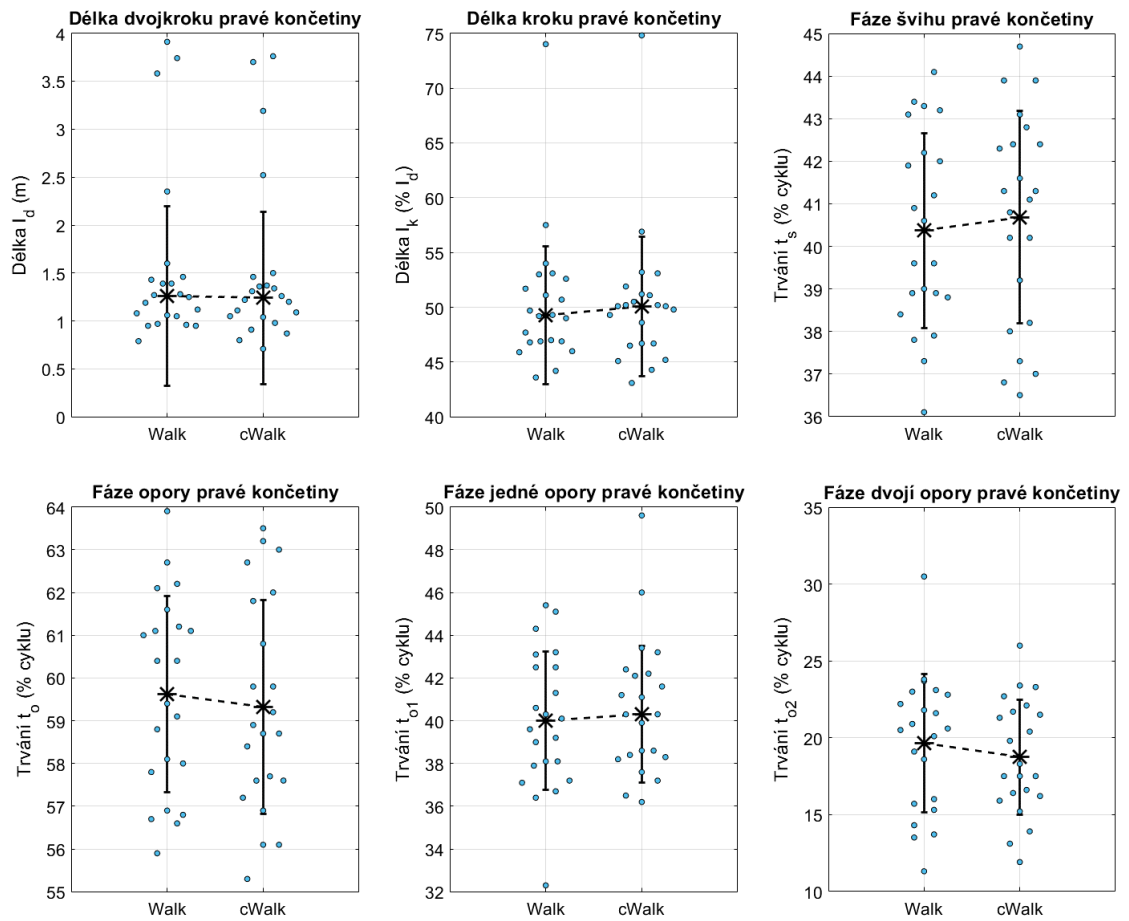 Délka dvojkroku pravé končetiny
Délka l_d (m)
4
3.5
3
2.5
2
1.5
1
0.5
0
Walk
cWalk
Délka kroku pravé končetiny
Délka l_k (% l_d)
75
70
65
60
55
50
45
40
Walk
cWalk
Fáze švihu pravé končetiny
Trvání t_s (% cyklu)
45
44
43
42
41
40
39
38
37
36
Walk
cWalk
Fáze opory pravé končetiny
Trvání t_o (% cyklu)
64
63
62
61
60
59
58
57
56
55
Walk
cWalk
Fáze jedné opory pravé končetiny
Trvání t_o1 (% cyklu)
50
48
46
44
42
40
38
36
34
32
Walk
cWalk
Fáze dvojí opory pravé končetiny
Trvání t_o2 (% cyklu)
35
30
25
20
15
10
Walk
cWalk